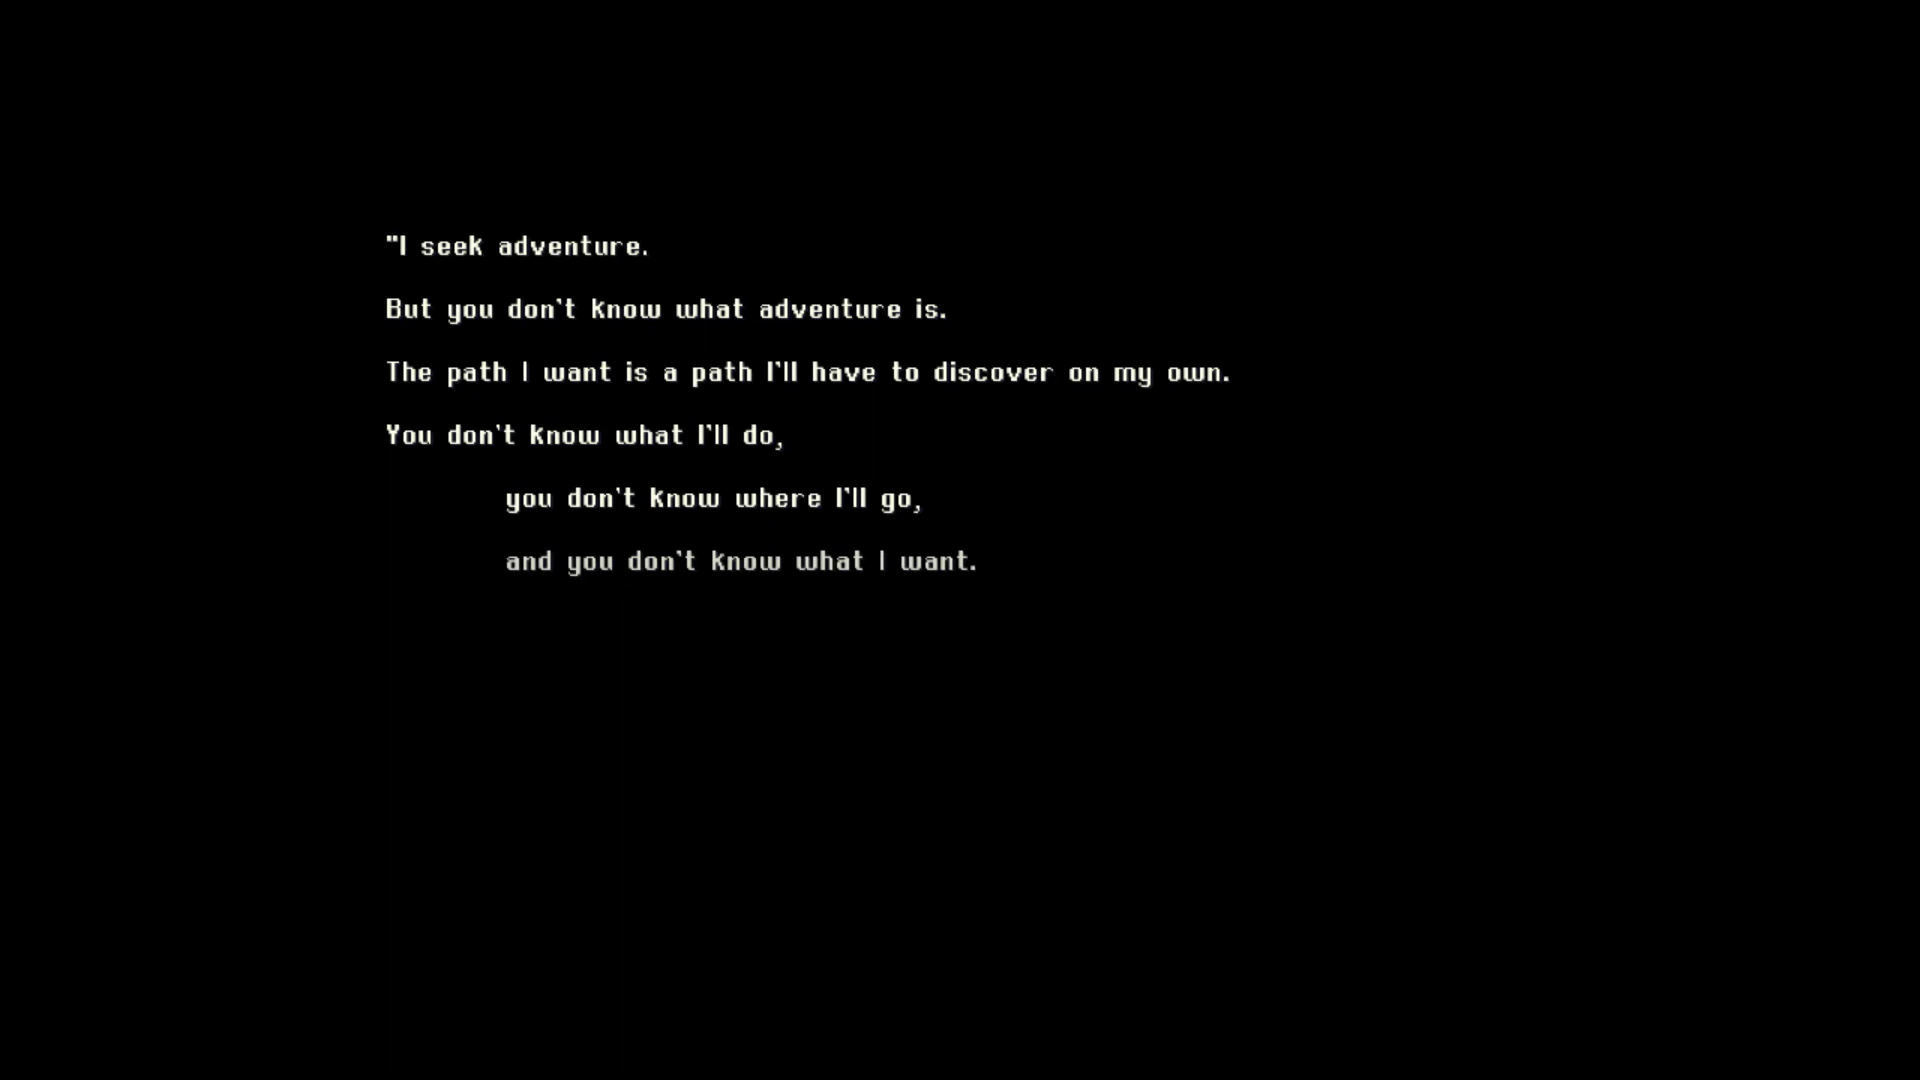 "I seek adventure.
But you don't know what adventure is.
The path I want is a path I'll have to discover on my own.
You don't know what I'll do,
you don't know where I'll go,
and you don't know what I want.